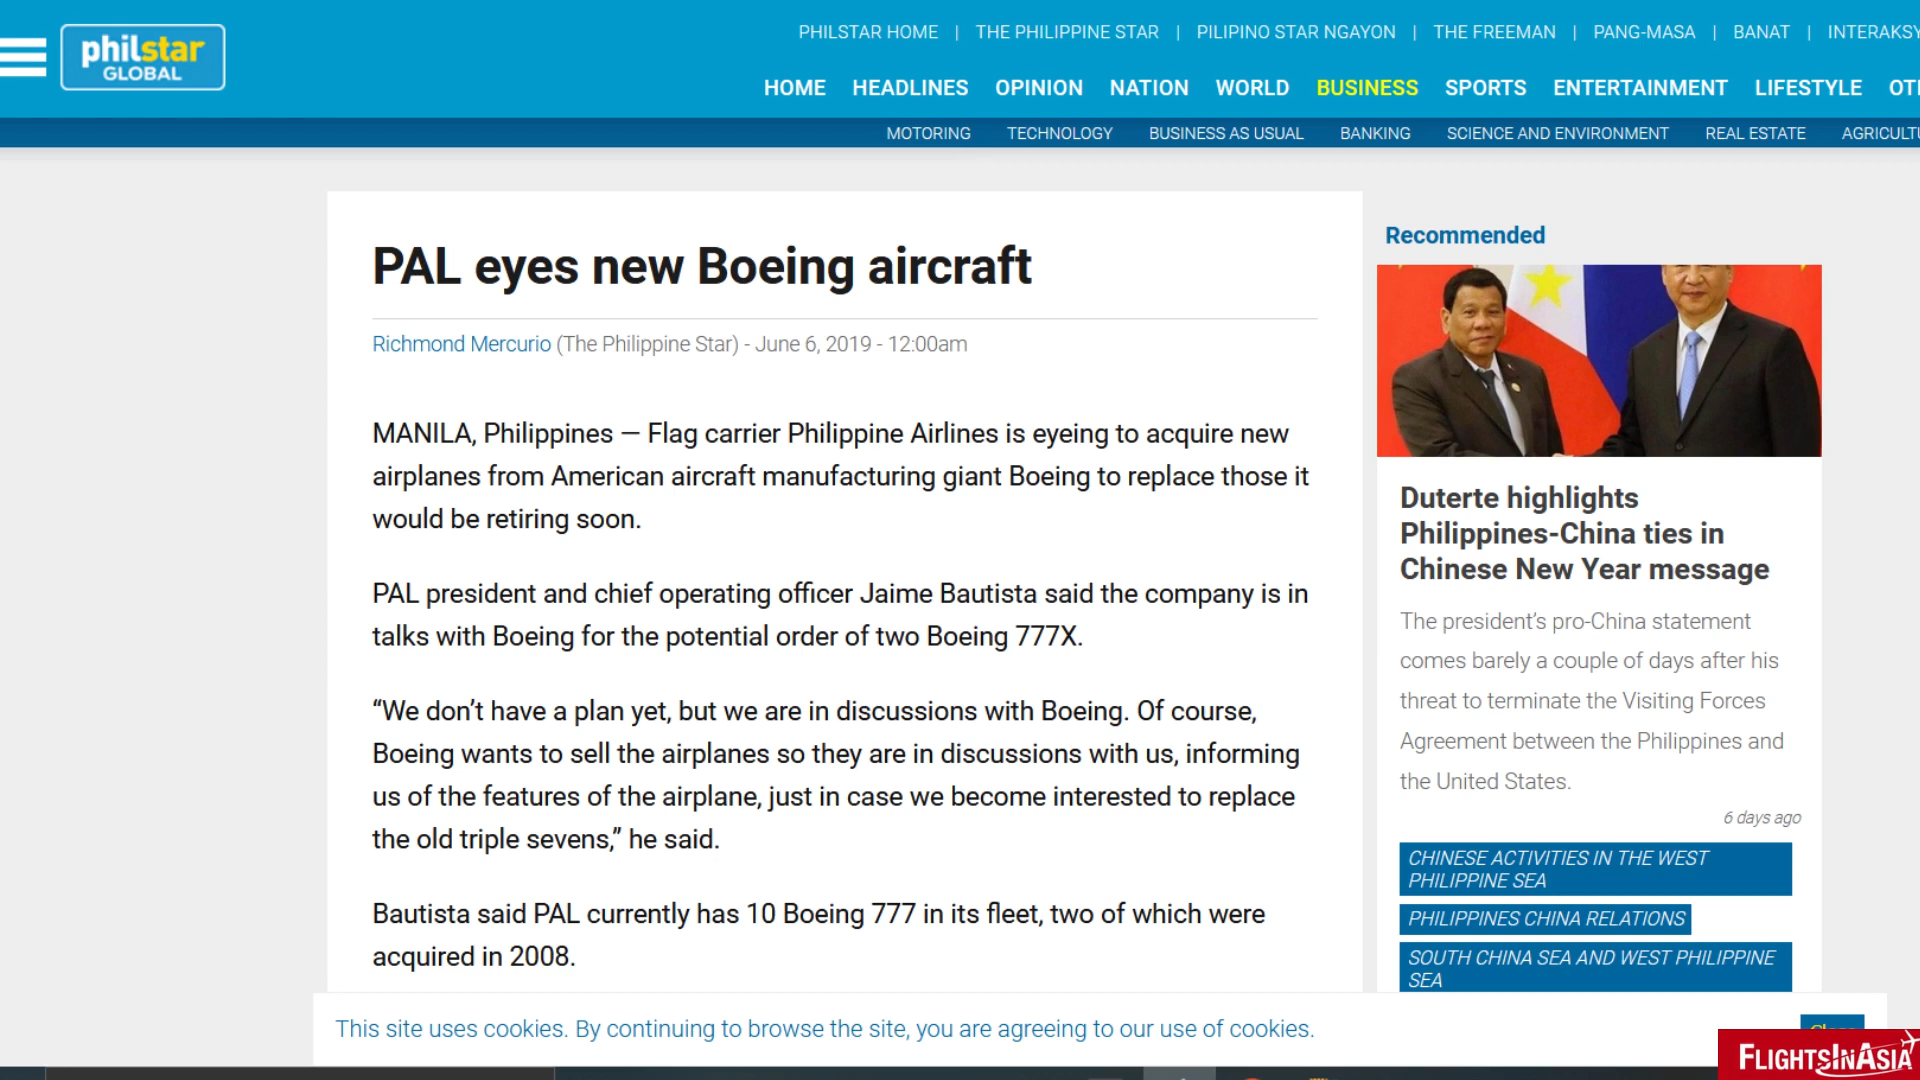 philstar
GLOBAL
PHILSTAR HOME | THE PHILIPPINE STAR | PILIPINO STAR NGAYON | THE FREEMAN | PANG-MASA | BANAT | INTERAKSY
HOME HEADLINES OPINION NATION WORLD BUSINESS SPORTS ENTERTAINMENT LIFESTYLE OT
MOTORING TECHNOLOGY BUSINESS AS USUAL BANKING SCIENCE AND ENVIRONMENT REAL ESTATE AGRICULTU
PAL eyes new Boeing aircraft
Richmond Mercurio (The Philippine Star) - June 6, 2019 - 12:00am
MANILA, Philippines — Flag carrier Philippine Airlines is eyeing to acquire new
airplanes from American aircraft manufacturing giant Boeing to replace those it
would be retiring soon.
PAL president and chief operating officer Jaime Bautista said the company is in
talks with Boeing for the potential order of two Boeing 777X.
“We don’t have a plan yet, but we are in discussions with Boeing. Of course,
Boeing wants to sell the airplanes so they are in discussions with us, informing
us of the features of the airplane, just in case we become interested to replace
the old triple sevens,” he said.
Bautista said PAL currently has 10 Boeing 777 in its fleet, two of which were
acquired in 2008.
Recommended
Duterte highlights
Philippines-China ties in
Chinese New Year message
The president’s pro-China statement
comes barely a couple of days after his
threat to terminate the Visiting Forces
Agreement between the Philippines and
the United States.
6 days ago
CHINESE ACTIVITIES IN THE WEST
PHILIPPINE SEA
PHILIPPINES CHINA RELATIONS
SOUTH CHINA SEA AND WEST PHILIPPINE
SEA
This site uses cookies. By continuing to browse the site, you are agreeing to our use of cookies.
FLIGHTSINASIA